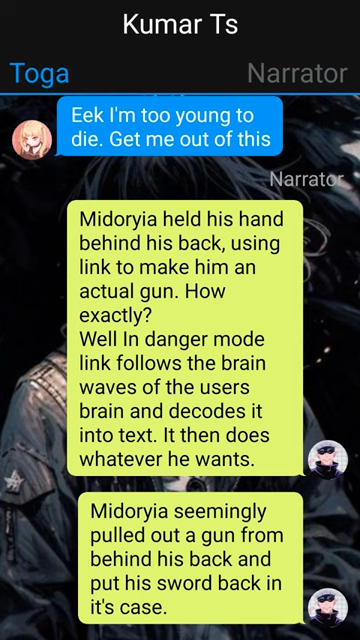 Kumar Ts
Toga
Narrator
Eek I'm too young to
die. Get me out of this
Narrator
Midoryia held his hand
behind his back, using
link to make him an
actual gun. How
exactly?
Well In danger mode
link follows the brain
waves of the users
brain and decodes it
into text. It then does
whatever he wants.
Midoryia seemingly
pulled out a gun from
behind his back and
put his sword back in
it's case.